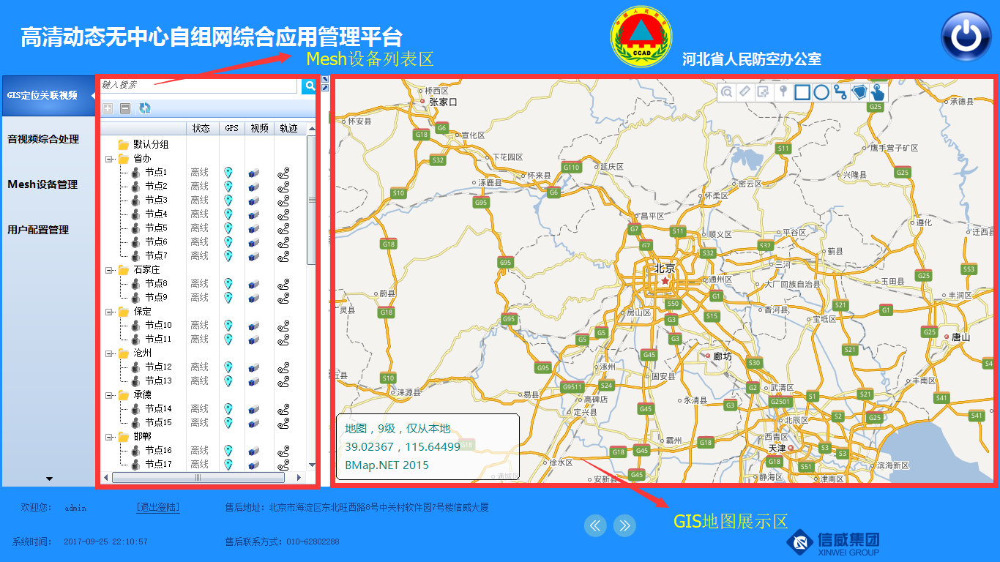 高清动态无中心自组网综合应用管理平台
中国人民防空
CCAD
河北省人民防空办公室
Mesh设备列表区
GIS定位关联视频
音视频综合处理
Mesh设备管理
用户配置管理
键入搜索
状态 GPS 视频 轨迹
默认分组
省办
节点1 离线
节点2 离线
节点3 离线
节点4 离线
节点5 离线
节点6 离线
节点7 离线
石家庄
节点8 离线
节点9 离线
保定
节点10 离线
节点11 离线
沧州
节点12 离线
节点13 离线
承德
节点14 离线
节点15 离线
邯郸
节点16 离线
节点17 离线
桥西区
张家口
承德县
G25
怀安县
G6
G18
宣化区
S11
鹰手营子矿区
S32
下花园区
G110
延庆区
G25
怀来县
兴隆县
涿鹿县
密云区
S10
G6
怀柔区
G95
昌平区
遵化
G7
S11
顺义区
平谷区
迁西县
G18
G7
S32
S32
蓟县
G95
三河
北京
S53
通州区
大厂回族自治县
玉田县
G25
蔚县
G1
丰润区
S50
S21
广灵县
G18
房山区
香河县
G1
G95
G3
S15
宝坻区
G5
G5
G3
G25
唐山
G45
廊坊
S21
S30
S4
G95
涿州
S10
固安县
丰南区
G9511
S24
G2
武清区
涞源县
易县
高碑店
永清县
G2501
S1
S21
S41
G3
定兴县
G45
北辰区
S2
G25
S41
霸州
西青区
G18
G18
天津
S3
G18
G45
S3
徐水区
G18
S51
滨海新区
满城区
安新县
G45
静海区
津南区
地图，9级，仅从本地
39.02367，115.64499
BMap.NET 2015
GIS地图展示区
欢迎您： admin [退出登陆] 售后地址：北京市海淀区东北旺西路8号中关村软件园7号楼信威大厦
系统时间： 2017-09-25 22:10:57 售后联系方式：010-62802288
信威集团
XINWEI GROUP